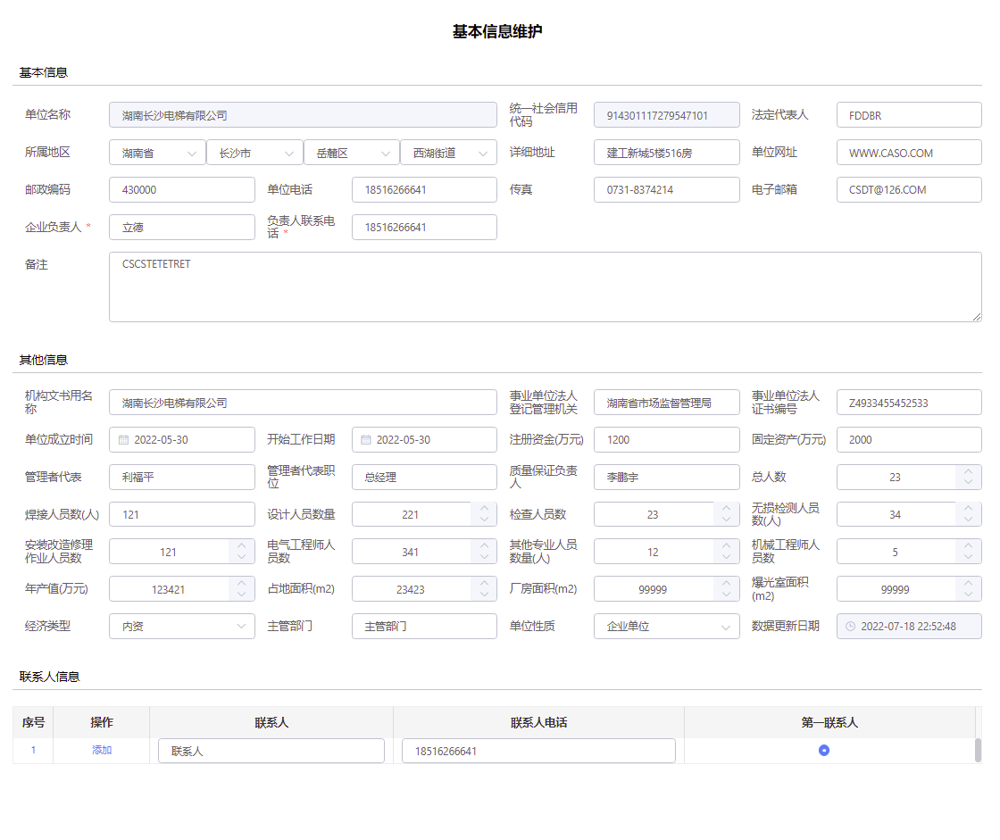 基本信息维护
基本信息
单位名称 湖南长沙电梯有限公司 统一社会信用代码 914301117279547101 法定代表人 FDDBR
所属地区 湖南省 长沙市 岳麓区 西湖街道 详细地址 建工新城5楼516房 单位网址 WWW.CASO.COM
邮政编码 430000 单位电话 18516266641 传真 0731-8374214 电子邮箱 CSDT@126.COM
企业负责人 * 立德 负责人联系电话 * 18516266641
备注 CSCSTETETRET
其他信息
机构文书用名称 湖南长沙电梯有限公司 事业单位法人登记管理机关 湖南省市场监督管理局 事业单位法人证书编号 Z4933455452533
单位成立时间 2022-05-30 开始工作日期 2022-05-30 注册资金(万元) 1200 固定资产(万元) 2000
管理者代表 利福平 管理者代表职位 总经理 质量保证负责人 李鹏宇 总人数 23
焊接人员数(人) 121 设计人员数量 221 检查人员数 23 无损检测人员数(人) 34
安装改造修理作业人员数 121 电气工程师人员数 341 其他专业人员数量(人) 12 机械工程师人员数 5
年产值(万元) 123421 占地面积(m2) 23423 厂房面积(m2) 99999 爆光室面积(m2) 99999
经济类型 内资 主管部门 主管部门 单位性质 企业单位 数据更新日期 2022-07-18 22:52:48
联系人信息
序号 操作 联系人 联系人电话 第一联系人
1 添加 联系人 18516266641